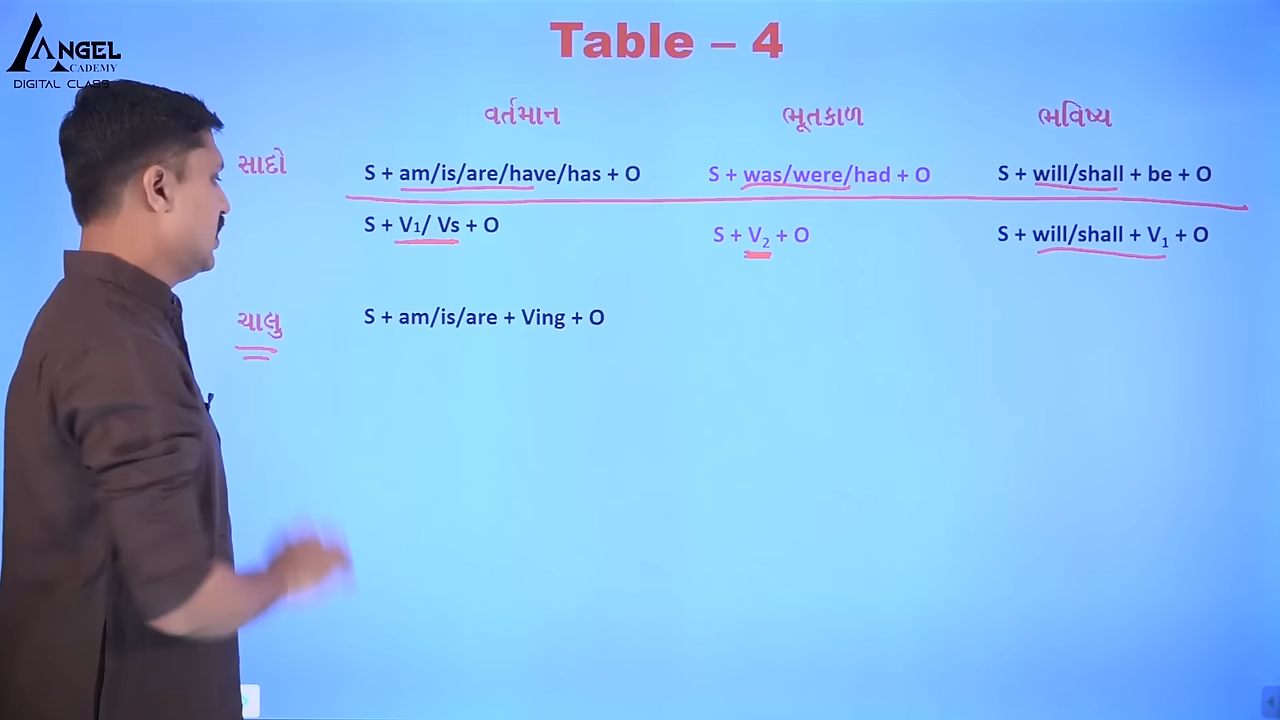 ANGEL
ACADEMY
DIGITAL CLASS
Table – 4
વર્તમાન ભૂતકાળ ભવિષ્ય
સાદો S + am/is/are/have/has + O S + was/were/had + O S + will/shall + be + O
S + V1/ Vs + O S + V2 + O S + will/shall + V1 + O
ચાલુ S + am/is/are + Ving + O